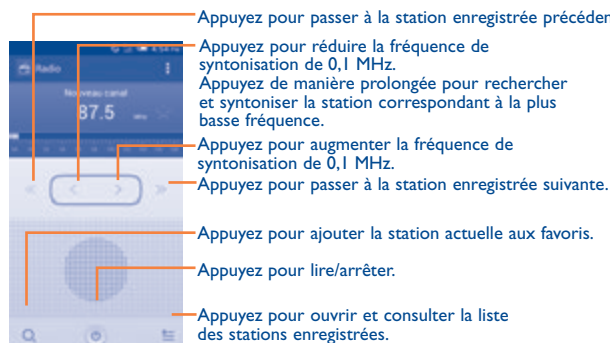 Appuyez pour passer à la station enregistrée précéden
Appuyez pour réduire la fréquence de
syntonisation de 0,1 MHz.
Appuyez de manière prolongée pour rechercher
et syntoniser la station correspondant à la plus
basse fréquence.
Appuyez pour augmenter la fréquence de
syntonisation de 0,1 MHz.
Appuyez pour passer à la station enregistrée suivante.
Appuyez pour ajouter la station actuelle aux favoris.
Appuyez pour lire/arrêter.
Appuyez pour ouvrir et consulter la liste
des stations enregistrées.
Radio
Nouveau canal
87.5